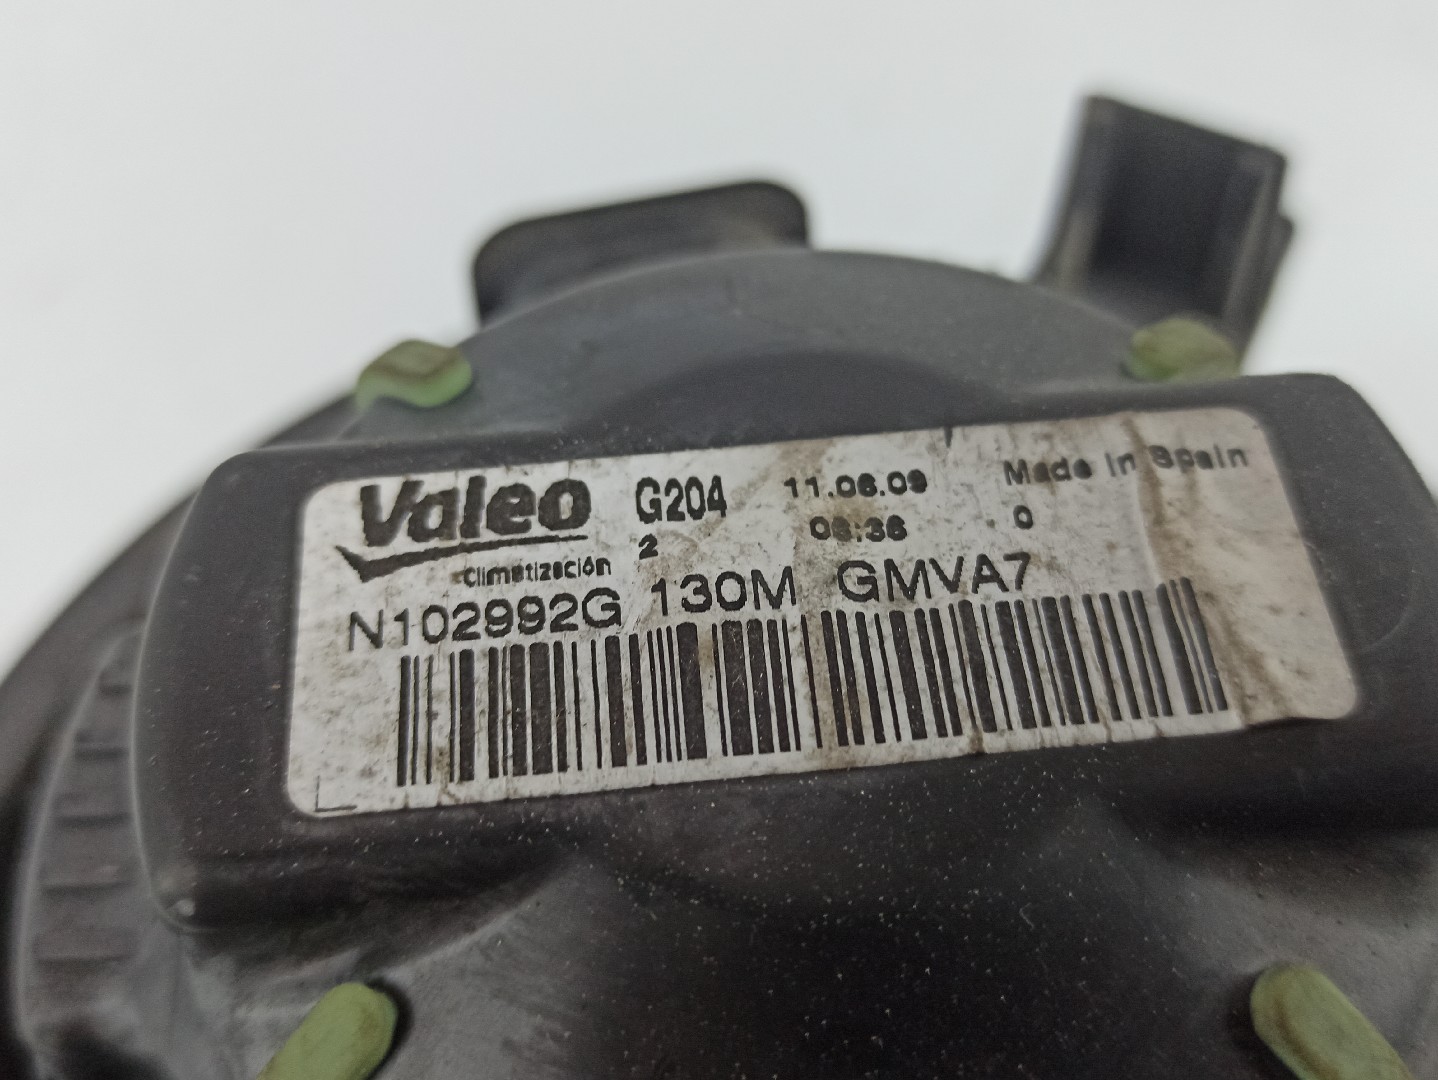 Valeo G204 11.06.09 Made in Spain
Climatización 2 08:36 0
N102992G 130M GMVA7